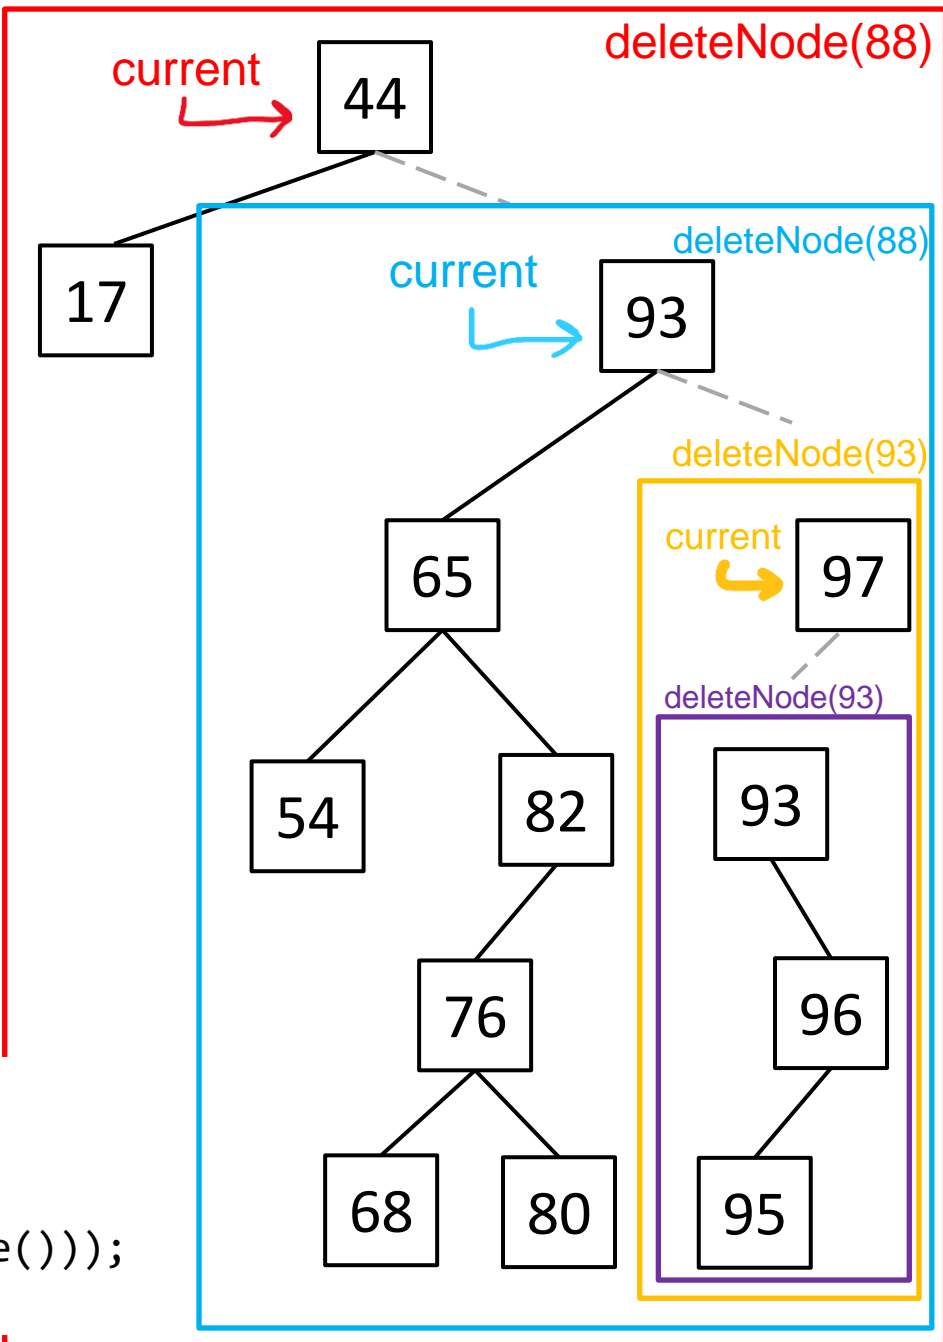 deleteNode(88)
current
44
deleteNode(88)
17
current
93
deleteNode(93)
current
65
97
deleteNode(93)
54
82
93
76
96
68
80
95
e()));